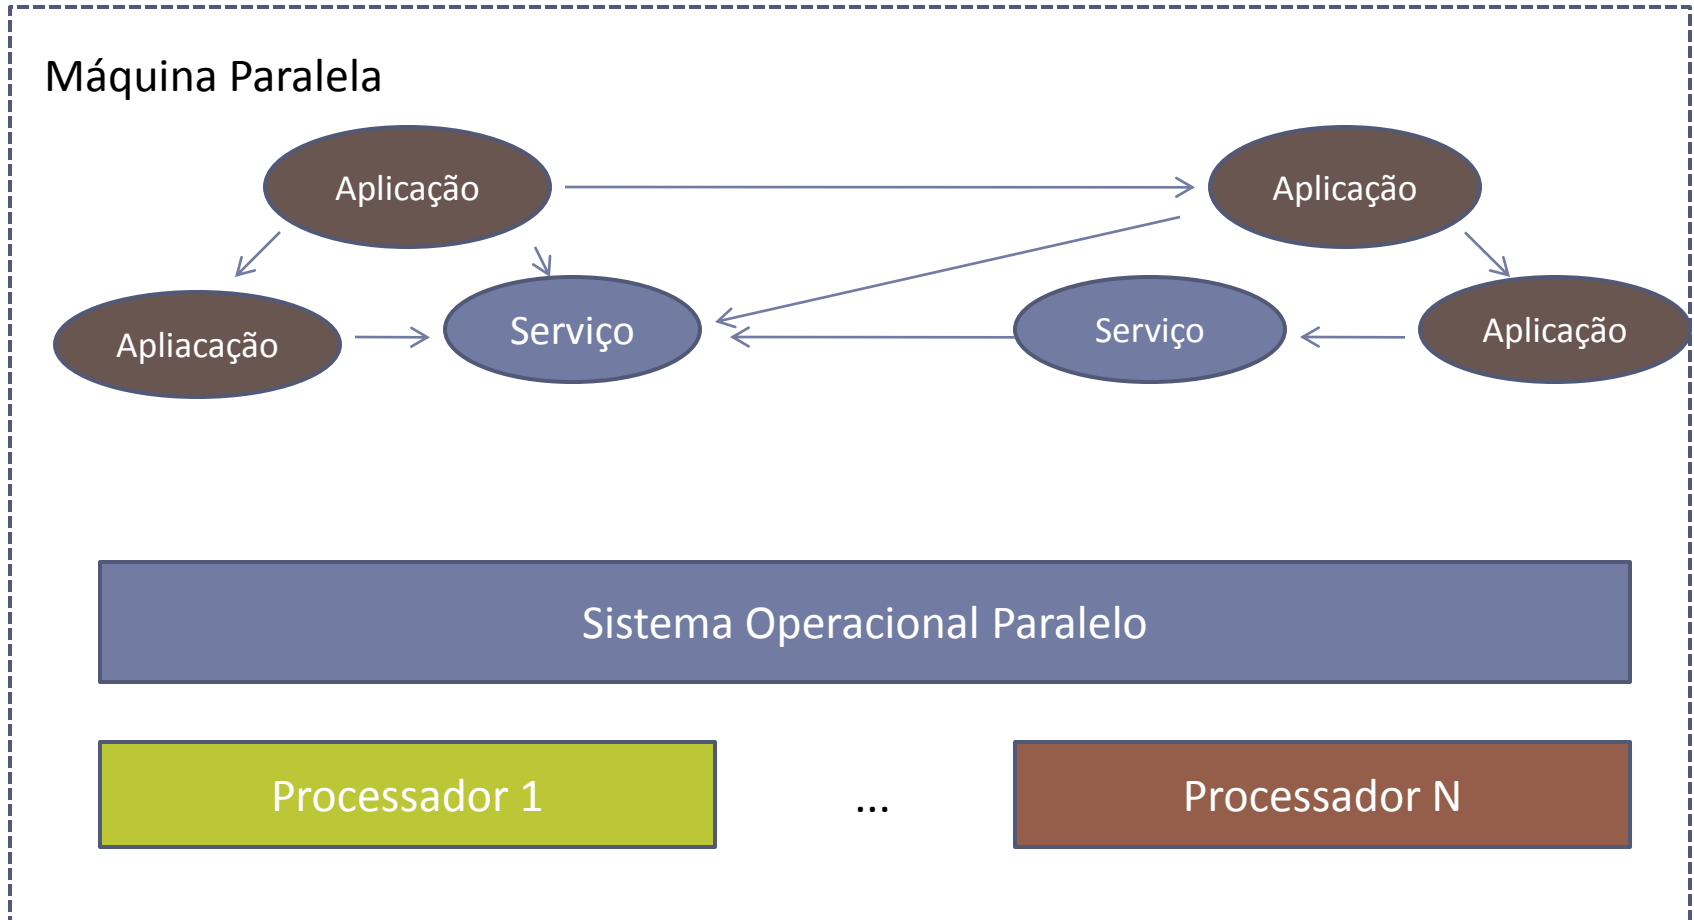 Máquina Paralela
Aplicação
Aplicação
Apliacação
Serviço
Serviço
Aplicação
Sistema Operacional Paralelo
Processador 1
...
Processador N